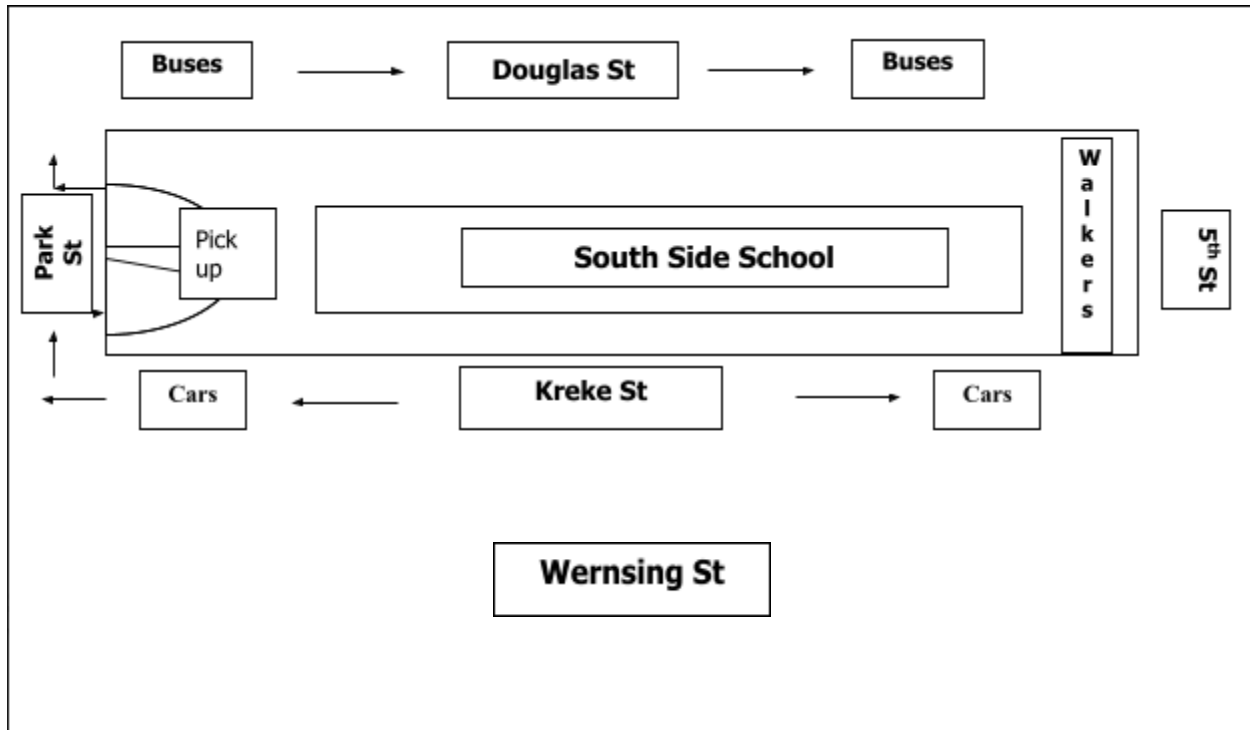 Buses
Douglas St
Buses
Park
St
Pick
up
South Side School
Walkers
5th St
Cars
Kreke St
Cars
Wernsing St